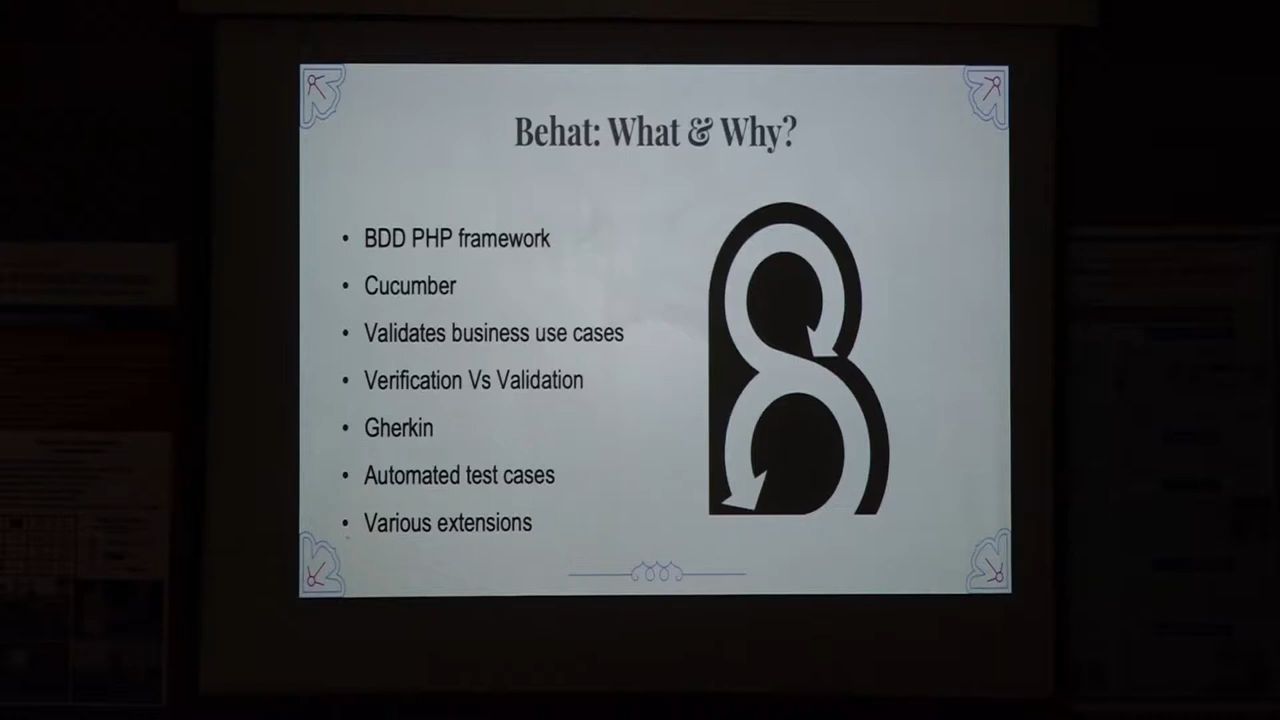 Behat: What & Why?
• BDD PHP framework
• Cucumber
• Validates business use cases
• Verification Vs Validation
• Gherkin
• Automated test cases
• Various extensions